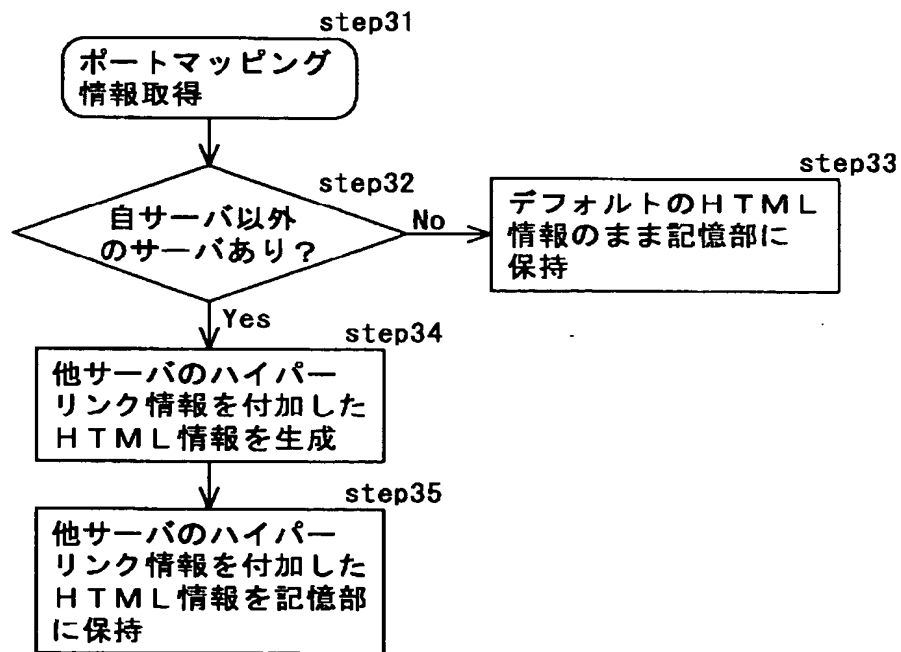 step31
ポートマッピング
情報取得
step32
自サーバ以外
のサーバあり？
No
step33
デフォルトのＨＴＭＬ
情報のまま記憶部に
保持
Yes
step34
他サーバのハイパー
リンク情報を付加した
ＨＴＭＬ情報を生成
step35
他サーバのハイパー
リンク情報を付加した
ＨＴＭＬ情報を記憶部
に保持